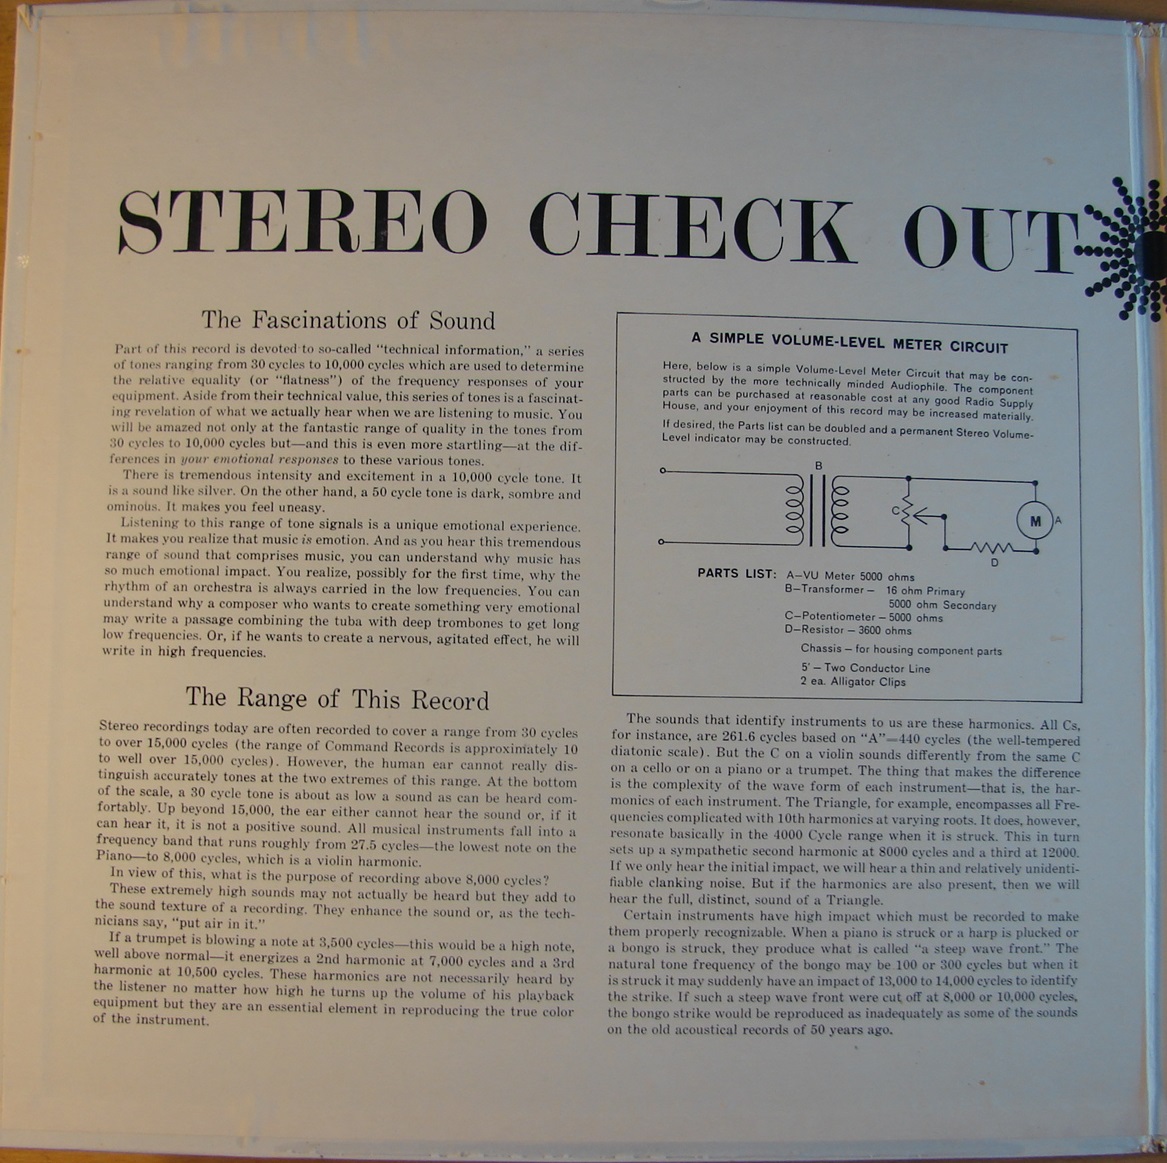 STEREO CHECK OUT
The Fascinations of Sound
Part of this record is devoted to so-called "technical information," a series
of tones ranging from 30 cycles to 10,000 cycles which are used to determine
the relative equality (or "flatness") of the frequency responses of your
equipment. Aside from their technical value, this series of tones is a fascinat-
ing revelation of what we actually hear when we are listening to music. You
will be amazed not only at the fantastic range of quality in the tones from
30 cycles to 10,000 cycles but—and this is even more startling—at the dif-
ferences in your emotional responses to these various tones.
There is tremendous intensity and excitement in a 10,000 cycle tone. It
is a sound like silver. On the other hand, a 50 cycle tone is dark, sombre and
ominous. It makes you feel uneasy.
Listening to this range of tone signals is a unique emotional experience.
It makes you realize that music is emotion. And as you hear this tremendous
range of sound that comprises music, you can understand why music has
so much emotional impact. You realize, possibly for the first time, why the
rhythm of an orchestra is always carried in the low frequencies. You can
understand why a composer who wants to create something very emotional
may write a passage combining the tuba with deep trombones to get long
low frequencies. Or, if he wants to create a nervous, agitated effect, he will
write in high frequencies.
The Range of This Record
Stereo recordings today are often recorded to cover a range from 30 cycles
to over 15,000 cycles (the range of Command Records is approximately 10
to well over 15,000 cycles). However, the human ear cannot really dis-
tinguish accurately tones at the two extremes of this range. At the bottom
of the scale, a 30 cycle tone is about as low a sound as can be heard com-
fortably. Up beyond 15,000, the ear either cannot hear the sound or, if it
can hear it, it is not a positive sound. All musical instruments fall into a
frequency band that runs roughly from 27.5 cycles—the lowest note on the
Piano—to 8,000 cycles, which is a violin harmonic.
In view of this, what is the purpose of recording above 8,000 cycles?
These extremely high sounds may not actually be heard but they add to
the sound texture of a recording. They enhance the sound or, as the tech-
nicians say, "put air in it."
If a trumpet is blowing a note at 3,500 cycles—this would be a high note,
well above normal—it energizes a 2nd harmonic at 7,000 cycles and a 3rd
harmonic at 10,500 cycles. These harmonics are not necessarily heard by
the listener no matter how high he turns up the volume of his playback
equipment but they are an essential element in reproducing the true color
of the instrument.
A SIMPLE VOLUME-LEVEL METER CIRCUIT
Here, below is a simple Volume-Level Meter Circuit that may be con-
structed by the more technically minded Audiophile. The component
parts can be purchased at reasonable cost at any good Radio Supply
House, and your enjoyment of this record may be increased materially.
If desired, the Parts list can be doubled and a permanent Stereo Volume-
Level indicator may be constructed.
B
C
M A
D
PARTS LIST: A—VU Meter 5000 ohms
B—Transformer — 16 ohm Primary
5000 ohm Secondary
C—Potentiometer — 5000 ohms
D—Resistor — 3600 ohms
Chassis — for housing component parts
5' — Two Conductor Line
2 ea. Alligator Clips
The sounds that identify instruments to us are these harmonics. All Cs,
for instance, are 261.6 cycles based on "A"—440 cycles (the well-tempered
diatonic scale). But the C on a violin sounds differently from the same C
on a cello or on a piano or a trumpet. The thing that makes the difference
is the complexity of the wave form of each instrument—that is, the har-
monics of each instrument. The Triangle, for example, encompasses all Fre-
quencies complicated with 10th harmonics at varying roots. It does, however,
resonate basically in the 4000 Cycle range when it is struck. This in turn
sets up a sympathetic second harmonic at 8000 cycles and a third at 12000.
If we only hear the initial impact, we will hear a thin and relatively unidenti-
fiable clanking noise. But if the harmonics are also present, then we will
hear the full, distinct, sound of a Triangle.
Certain instruments have high impact which must be recorded to make
them properly recognizable. When a piano is struck or a harp is plucked or
a bongo is struck, they produce what is called "a steep wave front." The
natural tone frequency of the bongo may be 100 or 300 cycles but when it
is struck it may suddenly have an impact of 13,000 to 14,000 cycles to identify
the strike. If such a steep wave front were cut off at 8,000 or 10,000 cycles,
the bongo strike would be reproduced as inadequately as some of the sounds
on the old acoustical records of 50 years ago.